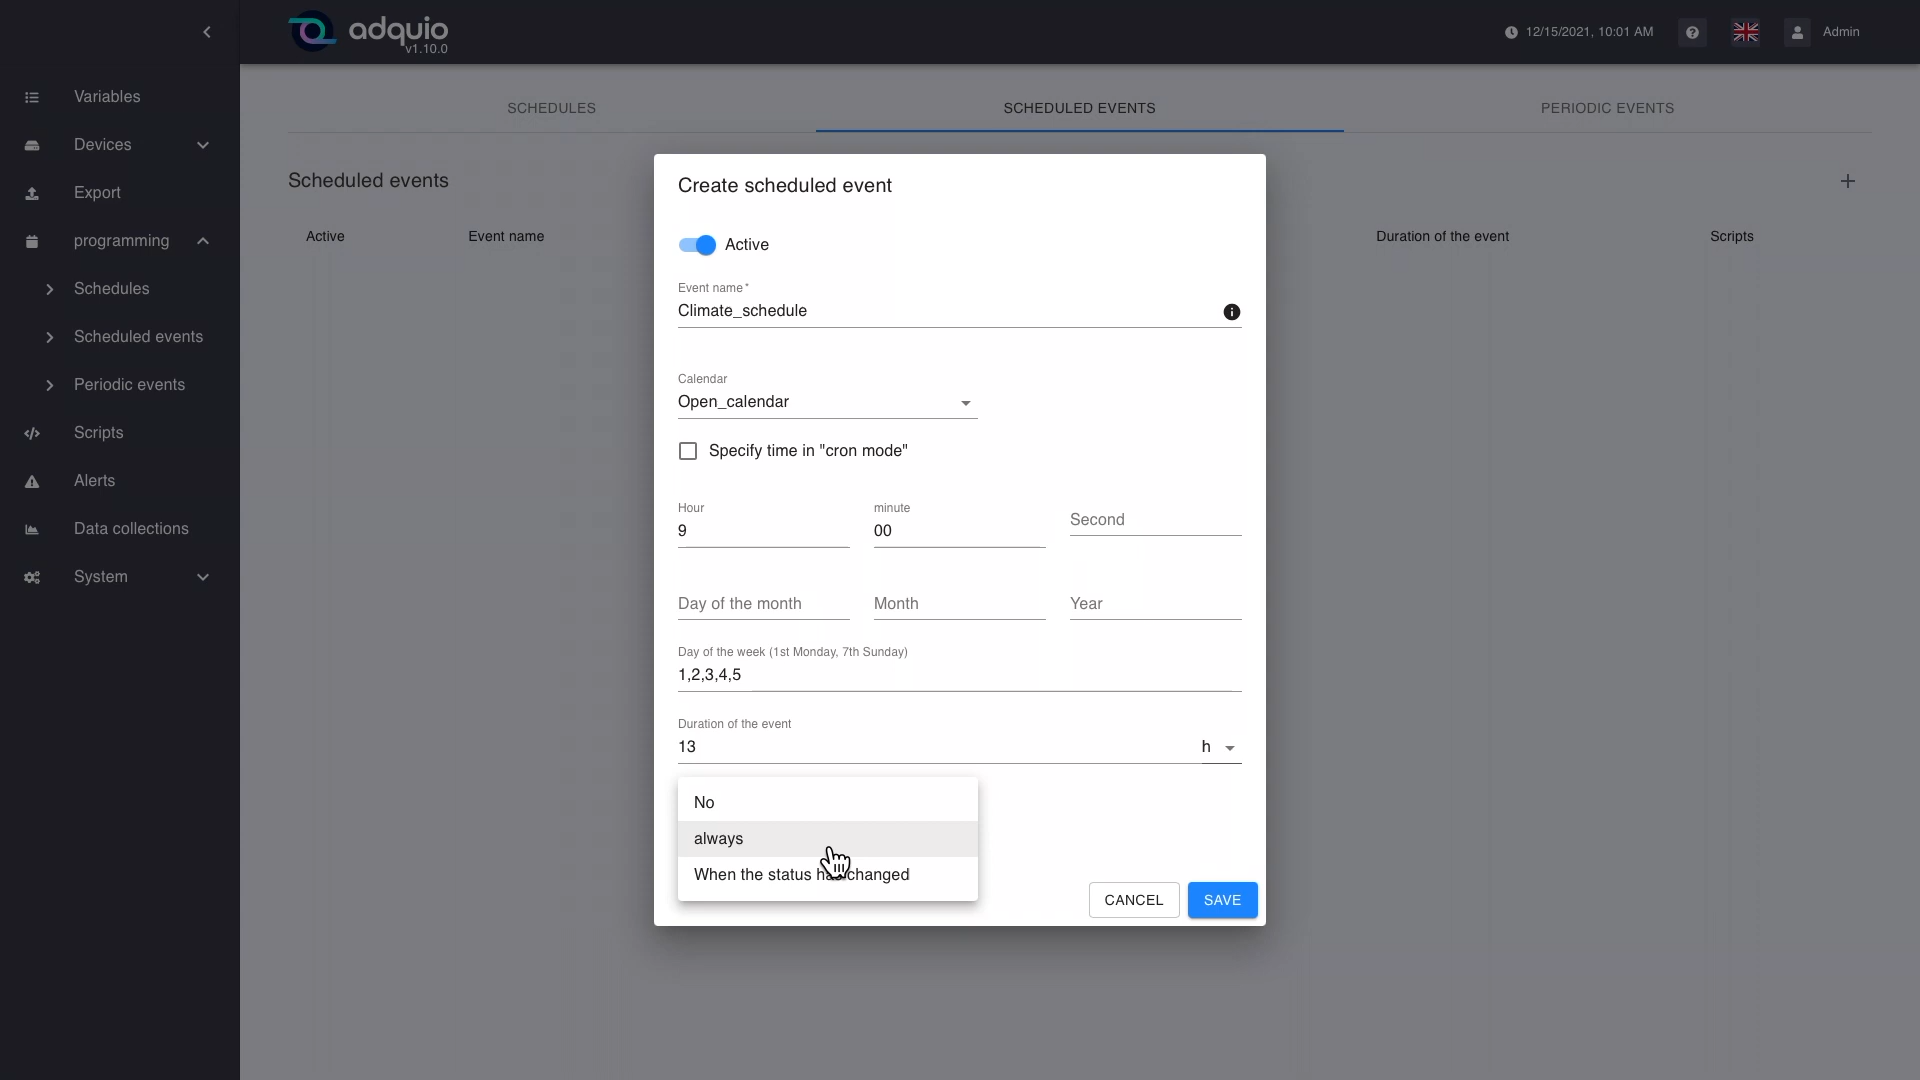 adquio
v1.10.0
12/15/2021, 10:01 AM
?
Admin
Variables
Devices
Export
programming
Schedules
Scheduled events
Periodic events
Scripts
Alerts
Data collections
System
SCHEDULES
SCHEDULED EVENTS
PERIODIC EVENTS
Scheduled events
+
Active
Event name
Duration of the event
Scripts
Create scheduled event
Active
Event name*
Climate_schedule
Calendar
Open_calendar
Specify time in "cron mode"
Hour
minute
Second
9
00
Day of the month
Month
Year
Day of the week (1st Monday, 7th Sunday)
1,2,3,4,5
Duration of the event
13
h
No
always
When the status has changed
CANCEL
SAVE